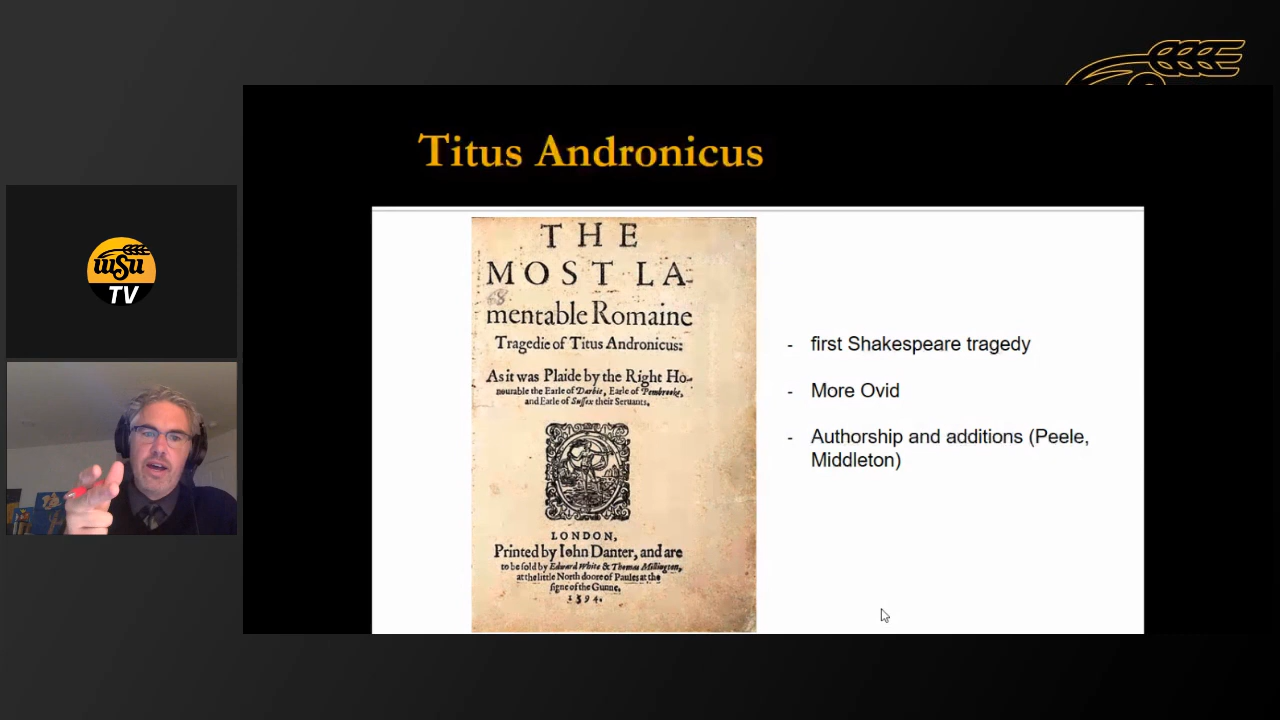 Titus Andronicus
WSU
TV
THE
MOST LA-
68
mentable Romaine
Tragedie of Titus Andronicus:
As it was Plaide by the Right Ho-
nourable the Earle of Darbie, Earle of Pembrooke,
and Earle of Sussex their Seruants.
LONDON,
Printed by Iohn Danter, and are
to be sold by Edward White & Thomas Millington,
at the little North doore of Paules at the
signe of the Gunne.
1594.
- first Shakespeare tragedy
- More Ovid
- Authorship and additions (Peele,
Middleton)